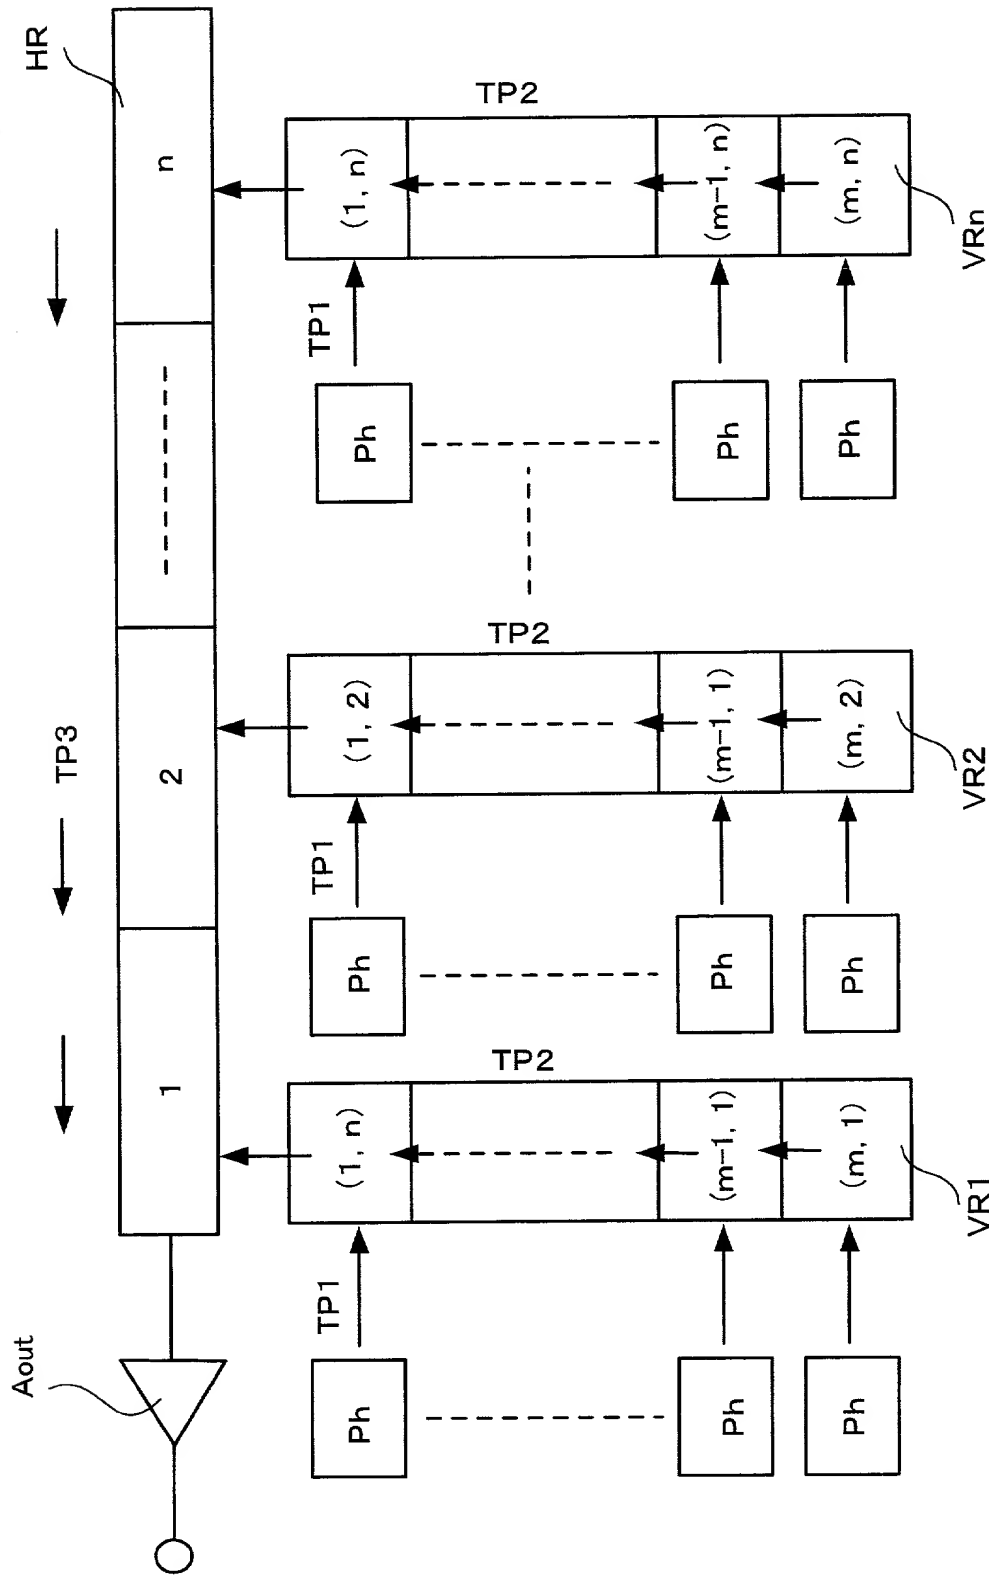 HR
n
TP3
2
1
Aout
TP2
(1, n)
(m-1, n)
(m, n)
VRn
TP1
Ph
Ph
Ph
TP2
(1, 2)
(m-1, 1)
(m, 2)
VR2
TP1
Ph
Ph
Ph
TP2
(1, n)
(m-1, 1)
(m, 1)
VR1
TP1
Ph
Ph
Ph